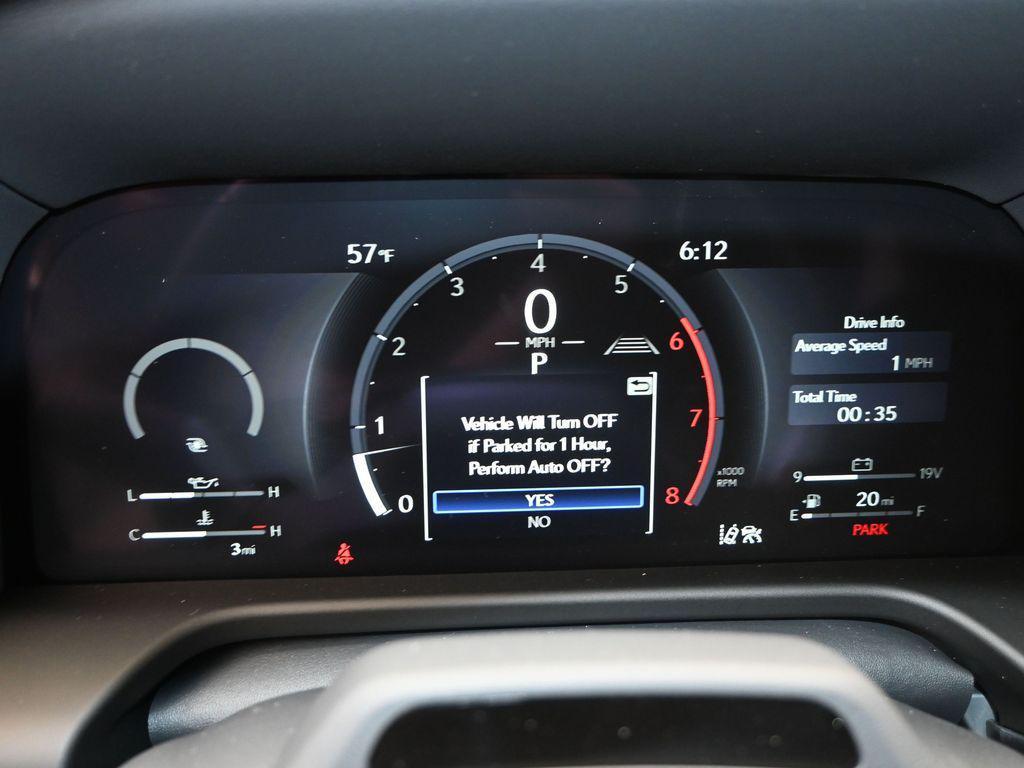 57°F
6:12
0
MPH
P
0
1
2
3
4
5
6
7
8
x1000
RPM
Vehicle Will Turn OFF
if Parked for 1 Hour,
Perform Auto OFF?
YES
NO
L H
C H
3 mi
Drive Info
Average Speed
1 MPH
Total Time
00:35
9 19V
20 mi
E F
PARK